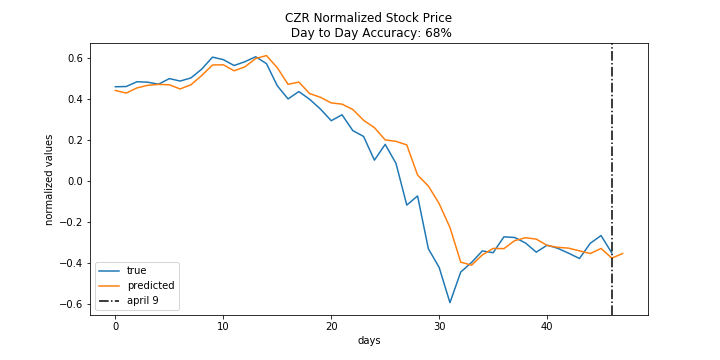 CZR Normalized Stock Price
Day to Day Accuracy: 68%
normalized values
0.6
0.4
0.2
0.0
−0.2
−0.4
−0.6
true
predicted
april 9
0
10
20
30
40
days